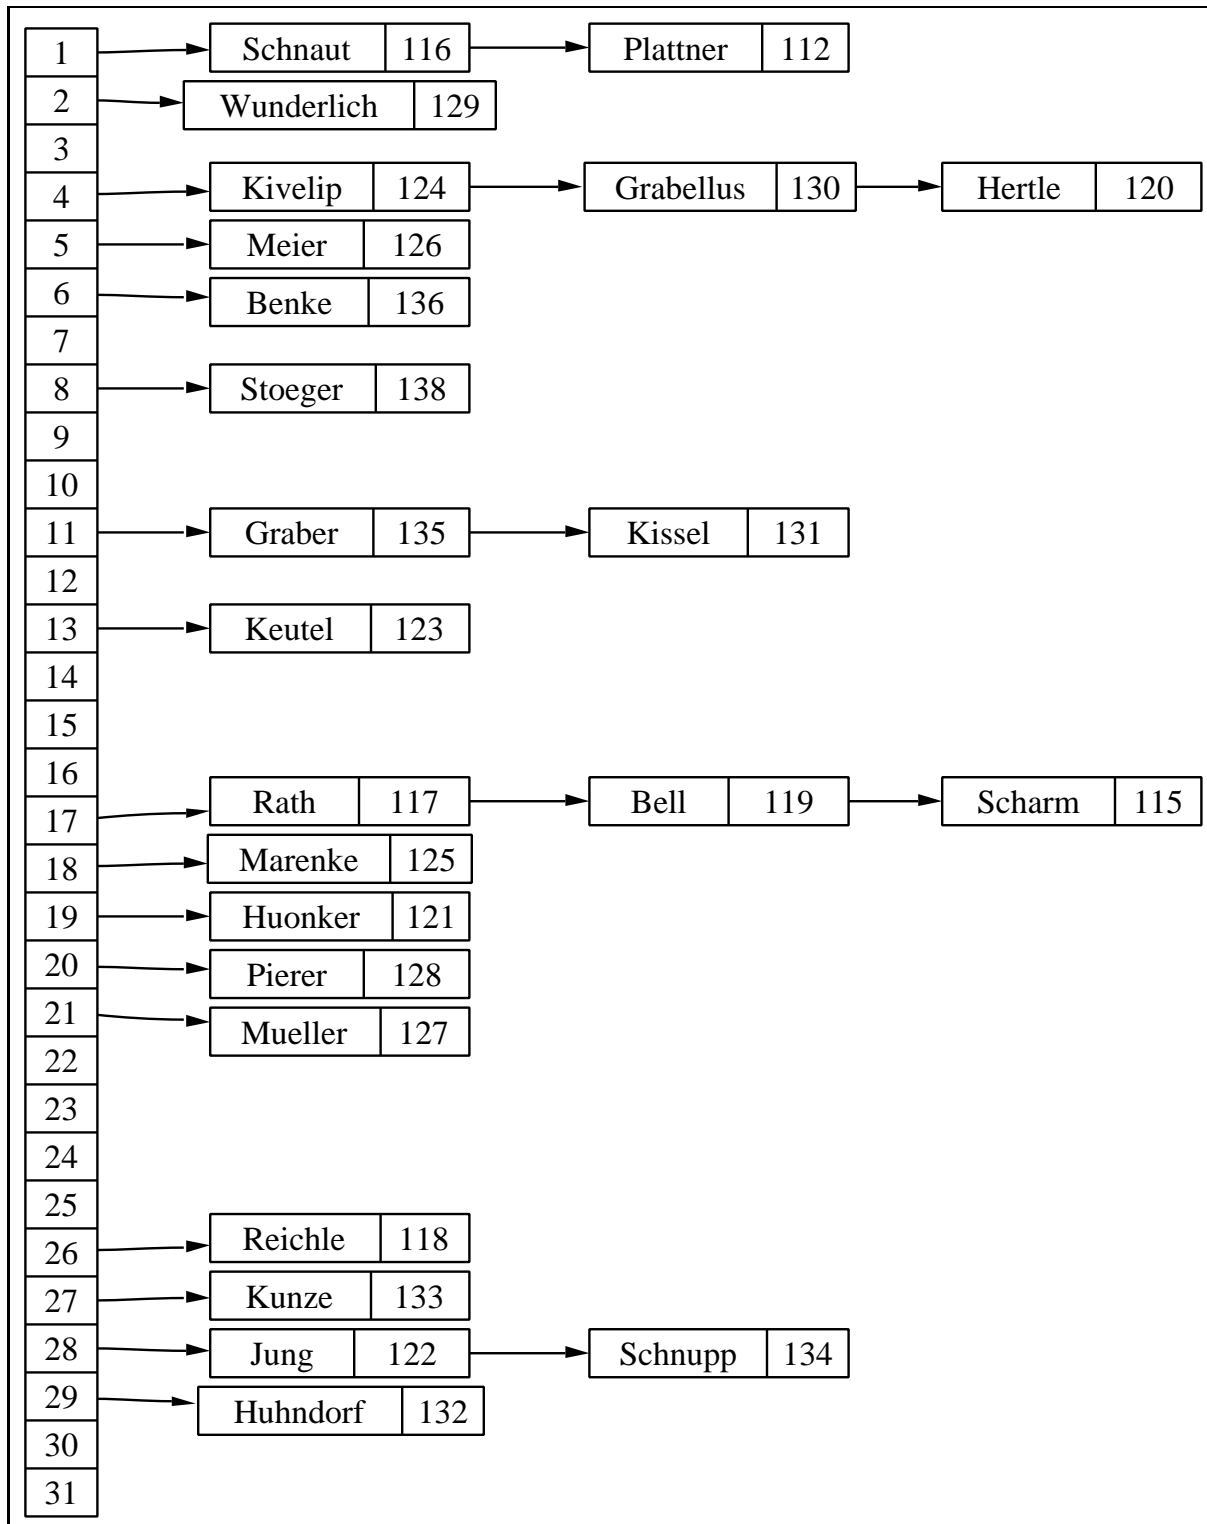 1 Schnaut 116 Plattner 112
2 Wunderlich 129
3
4 Kivelip 124 Grabellus 130 Hertle 120
5 Meier 126
6 Benke 136
7
8 Stoeger 138
9
10
11 Graber 135 Kissel 131
12
13 Keutel 123
14
15
16
17 Rath 117 Bell 119 Scharm 115
18 Marenke 125
19 Huonker 121
20 Pierer 128
21 Mueller 127
22
23
24
25
26 Reichle 118
27 Kunze 133
28 Jung 122 Schnupp 134
29 Huhndorf 132
30
31